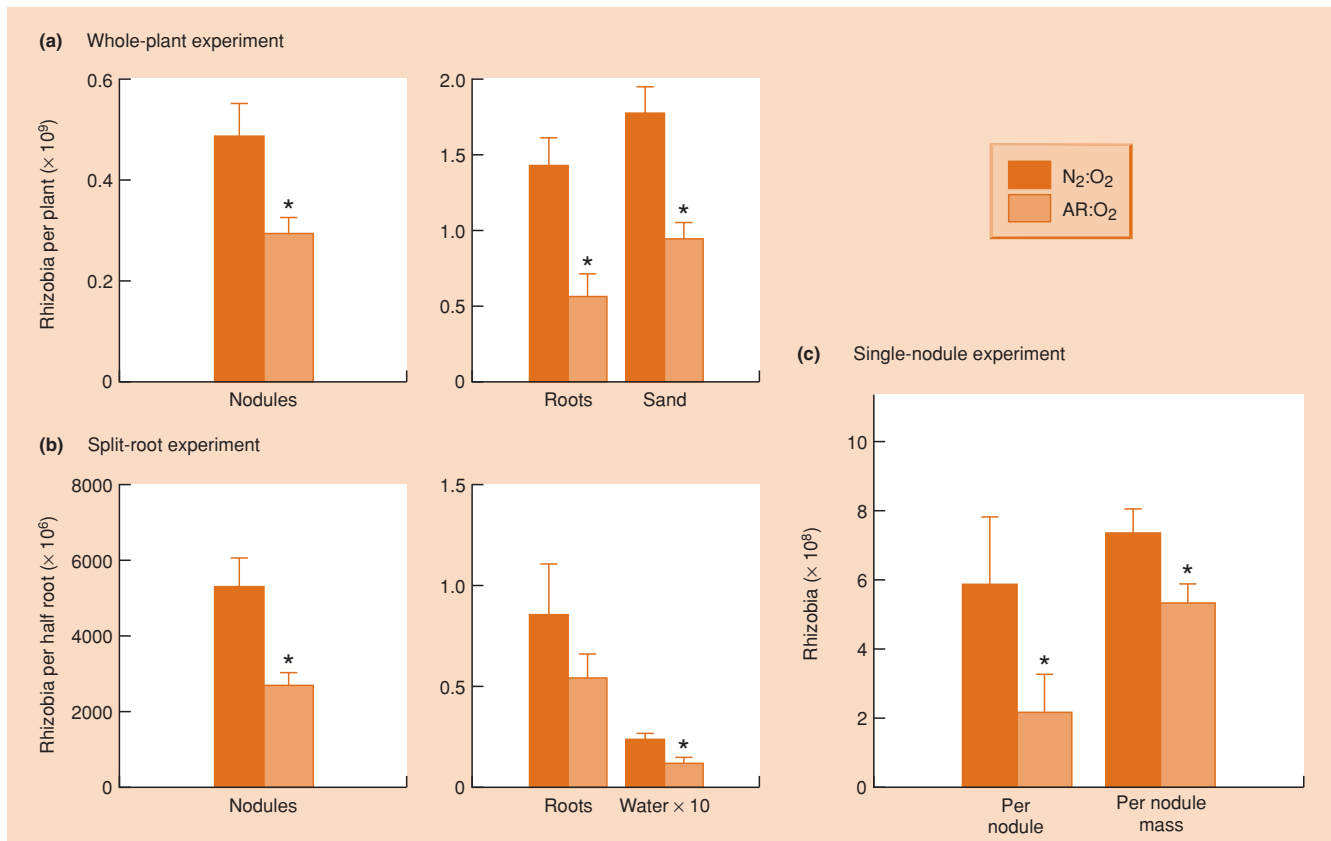 (a) Whole-plant experiment
Rhizobia per plant (× 10⁹)
0.6
0.4
0.2
0
*
Nodules
2.0
1.5
1.0
0.5
0
*
*
Roots Sand
N₂:O₂
AR:O₂
(b) Split-root experiment
Rhizobia per half root (× 10⁶)
8000
6000
4000
2000
0
*
Nodules
1.5
1.0
0.5
0
*
Roots Water × 10
(c) Single-nodule experiment
Rhizobia (× 10⁸)
10
8
6
4
2
0
*
*
Per Per nodule
nodule mass